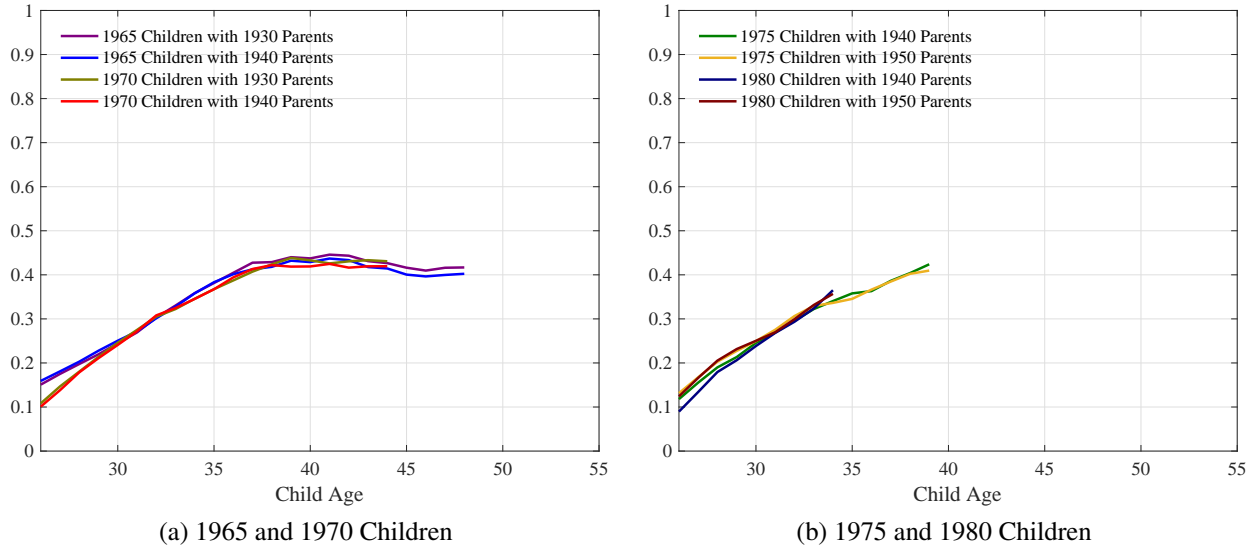 1
0.9
0.8
0.7
0.6
0.5
0.4
0.3
0.2
0.1
0
1965 Children with 1930 Parents
1965 Children with 1940 Parents
1970 Children with 1930 Parents
1970 Children with 1940 Parents
30 35 40 45 50 55
Child Age
(a) 1965 and 1970 Children
1
0.9
0.8
0.7
0.6
0.5
0.4
0.3
0.2
0.1
0
1975 Children with 1940 Parents
1975 Children with 1950 Parents
1980 Children with 1940 Parents
1980 Children with 1950 Parents
30 35 40 45 50 55
Child Age
(b) 1975 and 1980 Children